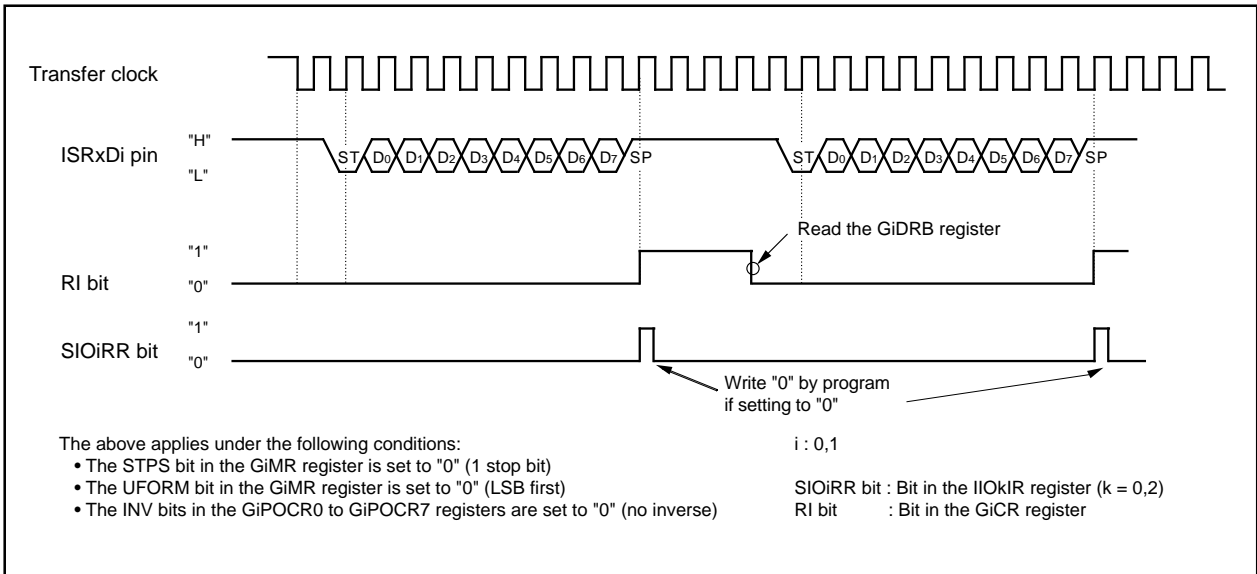 Transfer clock
"H"
ISRxDi pin
ST D0 D1 D2 D3 D4 D5 D6 D7 SP ST D0 D1 D2 D3 D4 D5 D6 D7 SP
"L"
Read the GiDRB register
"1"
RI bit
"0"
"1"
SIOiRR bit
"0"
Write "0" by program
if setting to "0"
The above applies under the following conditions: i : 0,1
• The STPS bit in the GiMR register is set to "0" (1 stop bit)
• The UFORM bit in the GiMR register is set to "0" (LSB first) SIOiRR bit : Bit in the IIOkIR register (k = 0,2)
• The INV bits in the GiPOCR0 to GiPOCR7 registers are set to "0" (no inverse) RI bit : Bit in the GiCR register